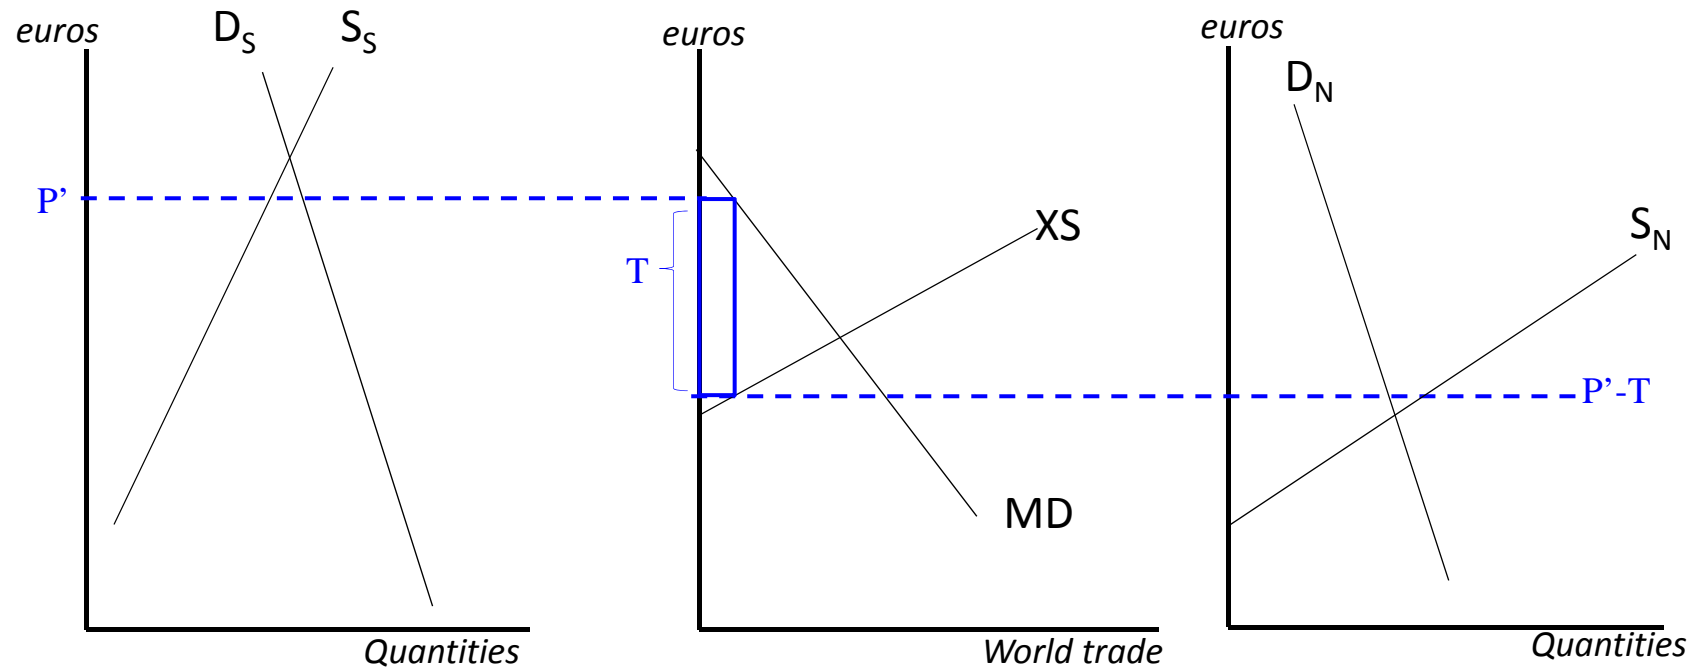 euros
D_S
S_S
P'
Quantities
euros
T
XS
MD
World trade
euros
D_N
S_N
P'-T
Quantities